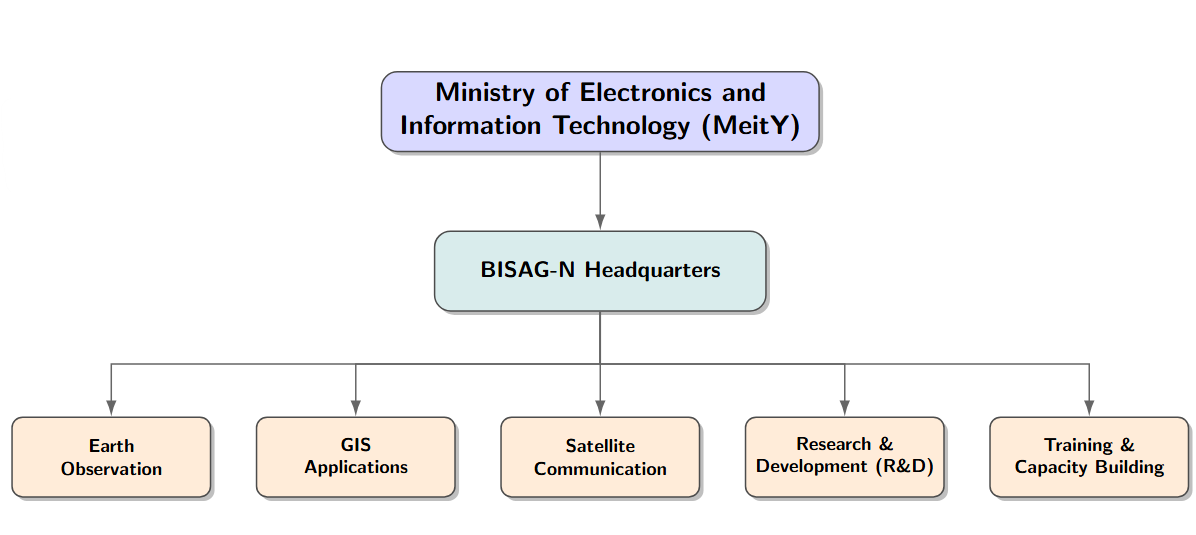 Ministry of Electronics and
Information Technology (MeitY)
BISAG-N Headquarters
Earth
Observation
GIS
Applications
Satellite
Communication
Research &
Development (R&D)
Training &
Capacity Building